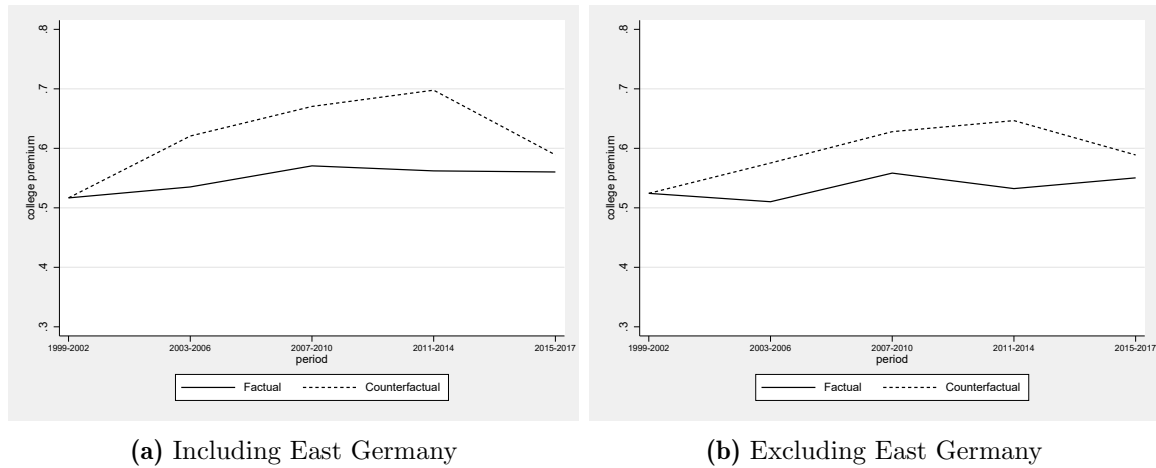 .8
.7
.6
.5
.4
.3
college premium
1999-2002 2003-2006 2007-2010 2011-2014 2015-2017
period
Factual Counterfactual
(a) Including East Germany
.8
.7
.6
.5
.4
.3
college premium
1999-2002 2003-2006 2007-2010 2011-2014 2015-2017
period
Factual Counterfactual
(b) Excluding East Germany